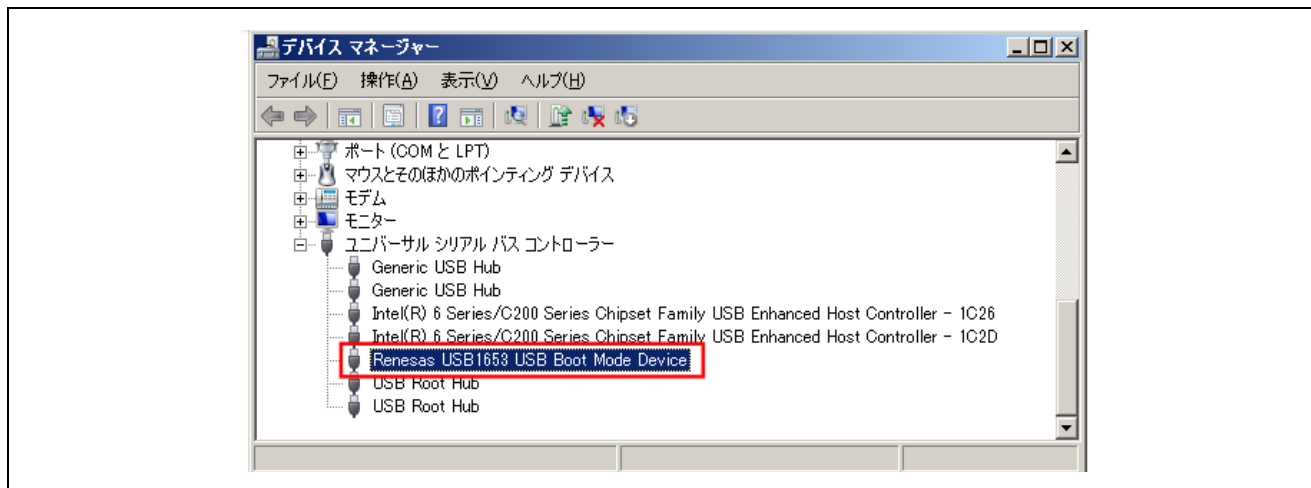 デバイス マネージャー
ファイル(F) 操作(A) 表示(V) ヘルプ(H)
ポート (COM と LPT)
マウスとそのほかのポインティング デバイス
モデム
モニター
ユニバーサル シリアル バス コントローラー
Generic USB Hub
Generic USB Hub
Intel(R) 6 Series/C200 Series Chipset Family USB Enhanced Host Controller - 1C26
Intel(R) 6 Series/C200 Series Chipset Family USB Enhanced Host Controller - 1C2D
Renesas USB1653 USB Boot Mode Device
USB Root Hub
USB Root Hub